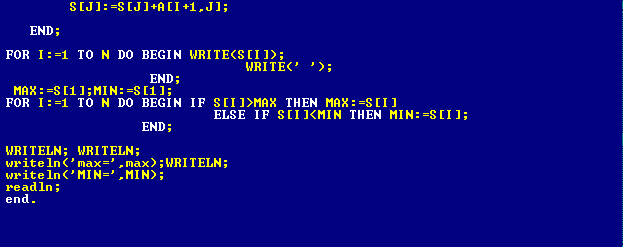 S[J]:=S[J]+A[I+1,J];
END;
FOR I:=1 TO N DO BEGIN WRITE(S[I]);
WRITE(' ');
END;
MAX:=S[1];MIN:=S[1];
FOR I:=1 TO N DO BEGIN IF S[I]>MAX THEN MAX:=S[I]
ELSE IF S[I]<MIN THEN MIN:=S[I];
END;
WRITELN; WRITELN;
writeln('max=',max);WRITELN;
writeln('MIN=',MIN);
readln;
end.